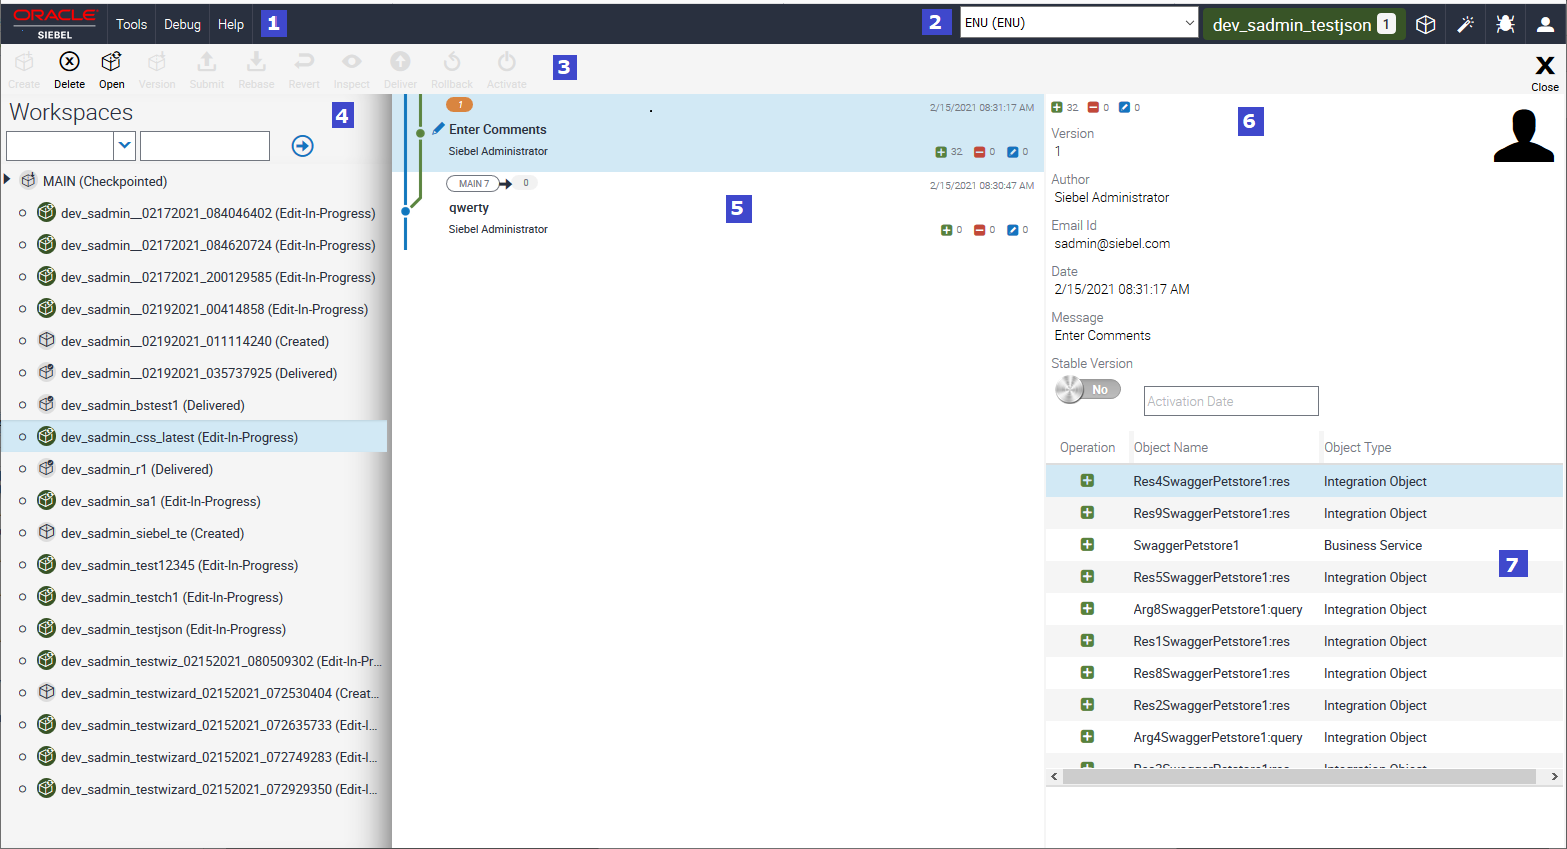 ORACLE
SIEBEL
Tools Debug Help 1 2 ENU (ENU) dev_sadmin_testjson 1
Create Delete Open Version Submit Rebase Revert Inspect Deliver Rollback Activate 3 X Close
Workspaces 4
MAIN (Checkpointed)
dev_sadmin__02172021_084046402 (Edit-In-Progress)
dev_sadmin__02172021_084620724 (Edit-In-Progress)
dev_sadmin__02172021_200129585 (Edit-In-Progress)
dev_sadmin__02192021_00414858 (Edit-In-Progress)
dev_sadmin__02192021_011114240 (Created)
dev_sadmin__02192021_035737925 (Delivered)
dev_sadmin_bstest1 (Delivered)
dev_sadmin_css_latest (Edit-In-Progress)
dev_sadmin_r1 (Delivered)
dev_sadmin_sa1 (Edit-In-Progress)
dev_sadmin_siebel_te (Created)
dev_sadmin_test12345 (Edit-In-Progress)
dev_sadmin_testch1 (Edit-In-Progress)
dev_sadmin_testjson (Edit-In-Progress)
dev_sadmin_testwiz_02152021_080509302 (Edit-In-Pr...
dev_sadmin_testwizard_02152021_072530404 (Creat...
dev_sadmin_testwizard_02152021_072635733 (Edit-I...
dev_sadmin_testwizard_02152021_072749283 (Edit-I...
dev_sadmin_testwizard_02152021_072929350 (Edit-I...
1 2/15/2021 08:31:17 AM
Enter Comments
Siebel Administrator 32 0 0
MAIN 7 0 2/15/2021 08:30:47 AM
qwerty 5
Siebel Administrator 0 0 0
32 0 0 6
Version
1
Author
Siebel Administrator
Email Id
sadmin@siebel.com
Date
2/15/2021 08:31:17 AM
Message
Enter Comments
Stable Version
No Activation Date
Operation Object Name Object Type
Res4SwaggerPetstore1:res Integration Object
Res9SwaggerPetstore1:res Integration Object
SwaggerPetstore1 Business Service
7
Res5SwaggerPetstore1:res Integration Object
Arg8SwaggerPetstore1:query Integration Object
Res1SwaggerPetstore1:res Integration Object
Res8SwaggerPetstore1:res Integration Object
Res2SwaggerPetstore1:res Integration Object
Arg4SwaggerPetstore1:query Integration Object